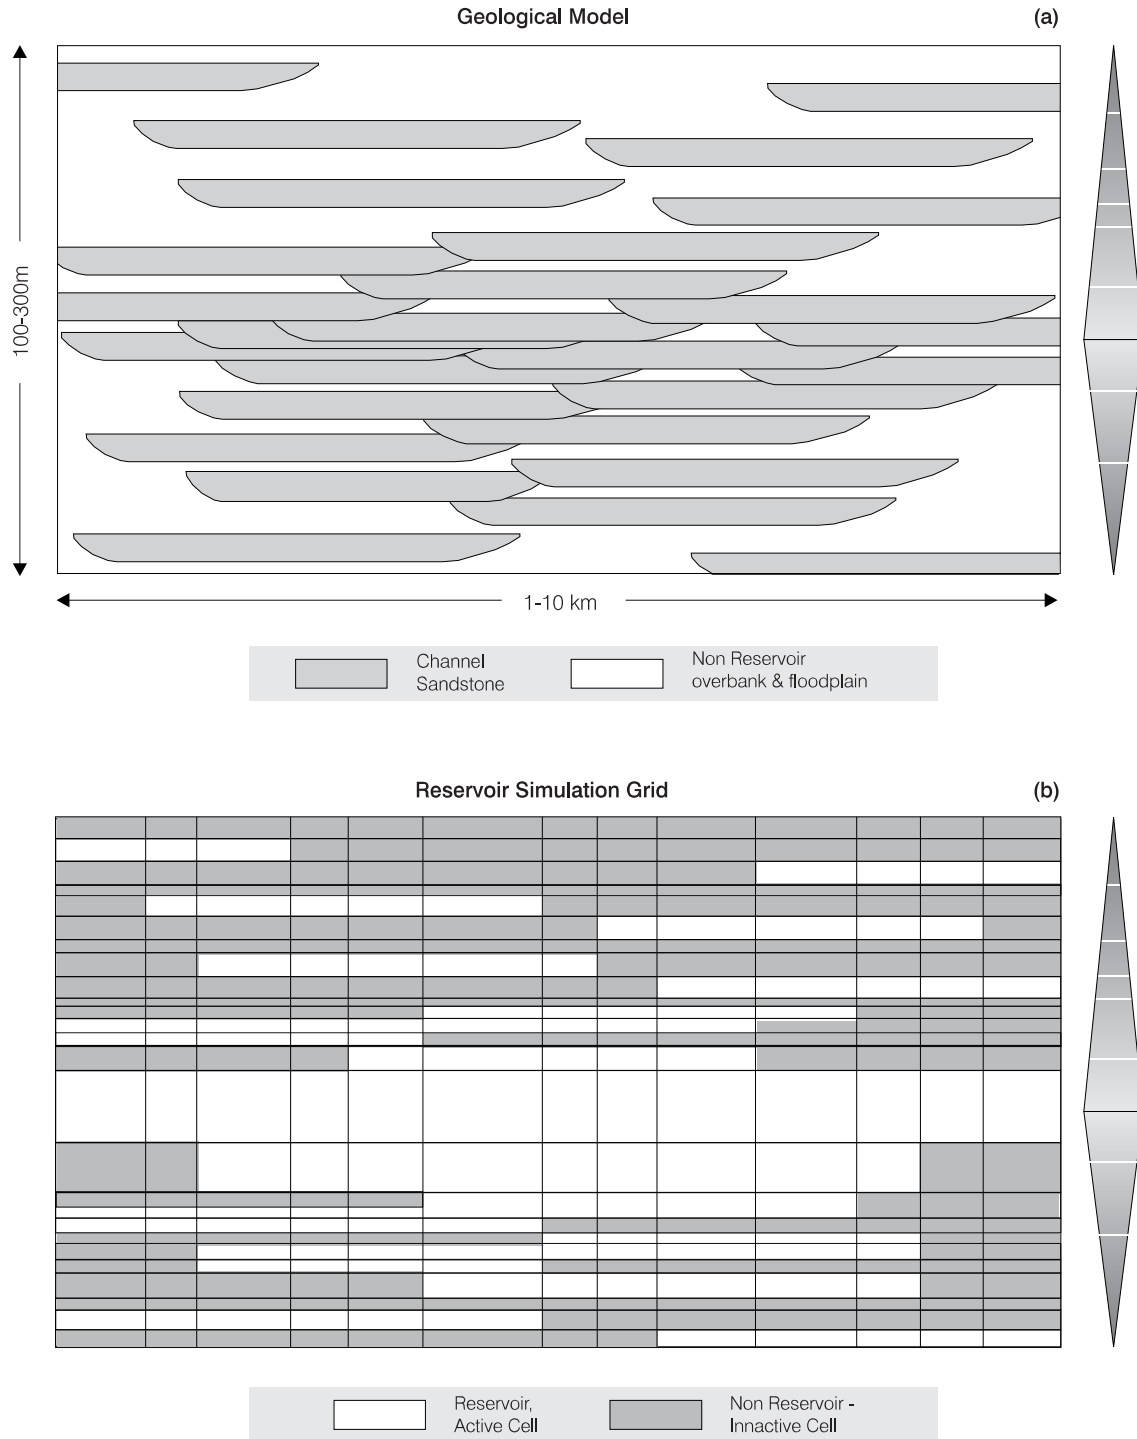 Geological Model
(a)
100-300m
1-10 km
Channel
Sandstone
Non Reservoir
overbank & floodplain
Reservoir Simulation Grid
(b)
Reservoir,
Active Cell
Non Reservoir -
Innactive Cell